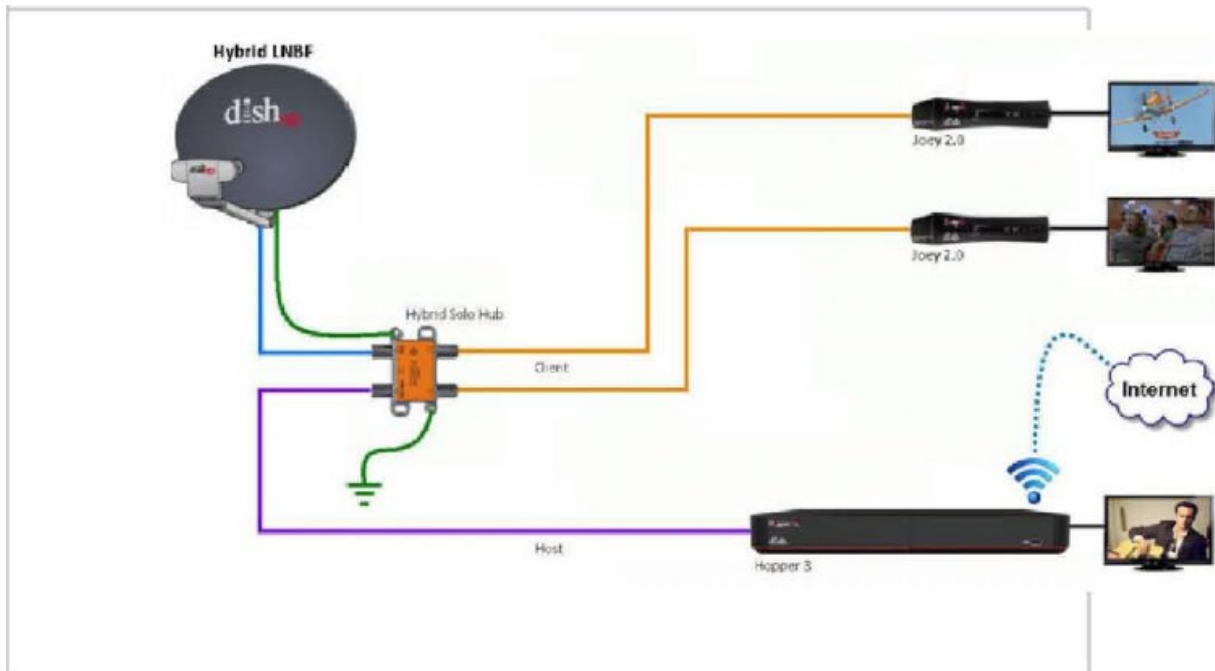 Hybrid LNBF
dish
Joey 2.0
Joey 2.0
Hybrid Solo Hub
Client
Internet
Host
Hopper 3